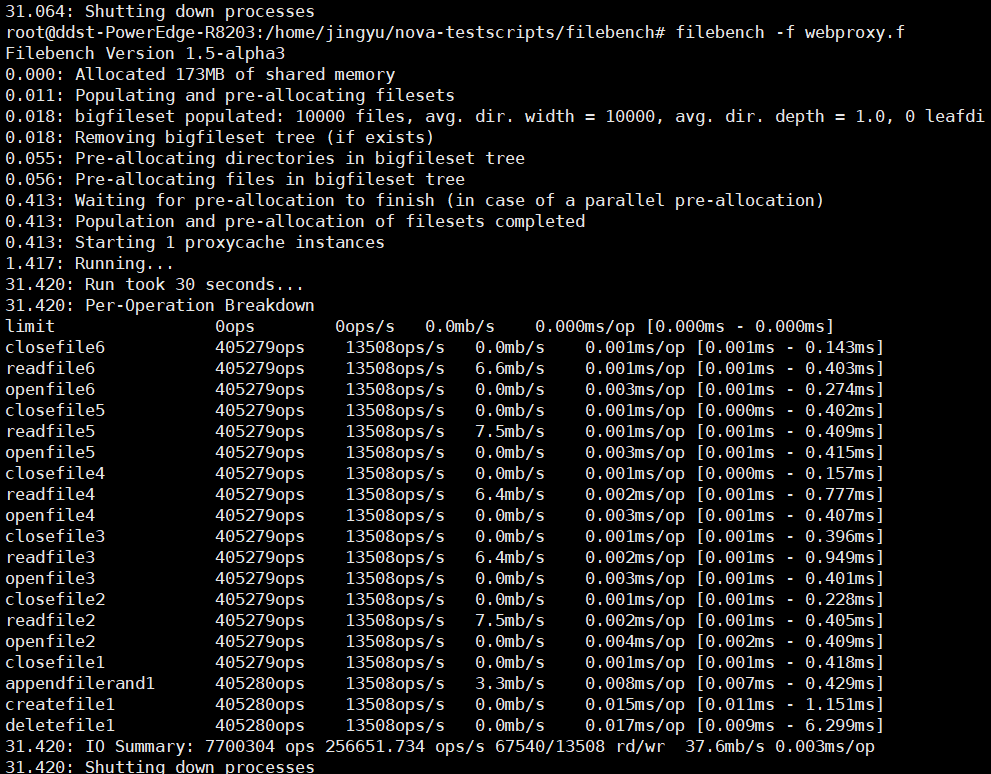 31.064: Shutting down processes
root@ddst-PowerEdge-R8203:/home/jingyu/nova-testscripts/filebench# filebench -f webproxy.f
Filebench Version 1.5-alpha3
0.000: Allocated 173MB of shared memory
0.011: Populating and pre-allocating filesets
0.018: bigfileset populated: 10000 files, avg. dir. width = 10000, avg. dir. depth = 1.0, 0 leafdi
0.018: Removing bigfileset tree (if exists)
0.055: Pre-allocating directories in bigfileset tree
0.056: Pre-allocating files in bigfileset tree
0.413: Waiting for pre-allocation to finish (in case of a parallel pre-allocation)
0.413: Population and pre-allocation of filesets completed
0.413: Starting 1 proxycache instances
1.417: Running...
31.420: Run took 30 seconds...
31.420: Per-Operation Breakdown
limit                0ops        0ops/s   0.0mb/s    0.000ms/op [0.000ms - 0.000ms]
closefile6           405279ops    13508ops/s   0.0mb/s    0.001ms/op [0.001ms - 0.143ms]
readfile6            405279ops    13508ops/s   6.6mb/s    0.001ms/op [0.001ms - 0.403ms]
openfile6            405279ops    13508ops/s   0.0mb/s    0.003ms/op [0.001ms - 0.274ms]
closefile5           405279ops    13508ops/s   0.0mb/s    0.001ms/op [0.000ms - 0.402ms]
readfile5            405279ops    13508ops/s   7.5mb/s    0.001ms/op [0.001ms - 0.409ms]
openfile5            405279ops    13508ops/s   0.0mb/s    0.003ms/op [0.001ms - 0.415ms]
closefile4           405279ops    13508ops/s   0.0mb/s    0.001ms/op [0.000ms - 0.157ms]
readfile4            405279ops    13508ops/s   6.4mb/s    0.002ms/op [0.001ms - 0.777ms]
openfile4            405279ops    13508ops/s   0.0mb/s    0.003ms/op [0.001ms - 0.407ms]
closefile3           405279ops    13508ops/s   0.0mb/s    0.001ms/op [0.001ms - 0.396ms]
readfile3            405279ops    13508ops/s   6.4mb/s    0.002ms/op [0.001ms - 0.949ms]
openfile3            405279ops    13508ops/s   0.0mb/s    0.003ms/op [0.001ms - 0.401ms]
closefile2           405279ops    13508ops/s   0.0mb/s    0.001ms/op [0.001ms - 0.228ms]
readfile2            405279ops    13508ops/s   7.5mb/s    0.002ms/op [0.001ms - 0.405ms]
openfile2            405279ops    13508ops/s   0.0mb/s    0.004ms/op [0.002ms - 0.409ms]
closefile1           405279ops    13508ops/s   0.0mb/s    0.001ms/op [0.001ms - 0.418ms]
appendfilerand1      405280ops    13508ops/s   3.3mb/s    0.008ms/op [0.007ms - 0.429ms]
createfile1          405280ops    13508ops/s   0.0mb/s    0.015ms/op [0.011ms - 1.151ms]
deletefile1          405280ops    13508ops/s   0.0mb/s    0.017ms/op [0.009ms - 6.299ms]
31.420: IO Summary: 7700304 ops 256651.734 ops/s 67540/13508 rd/wr  37.6mb/s 0.003ms/op
31.420: Shutting down processes